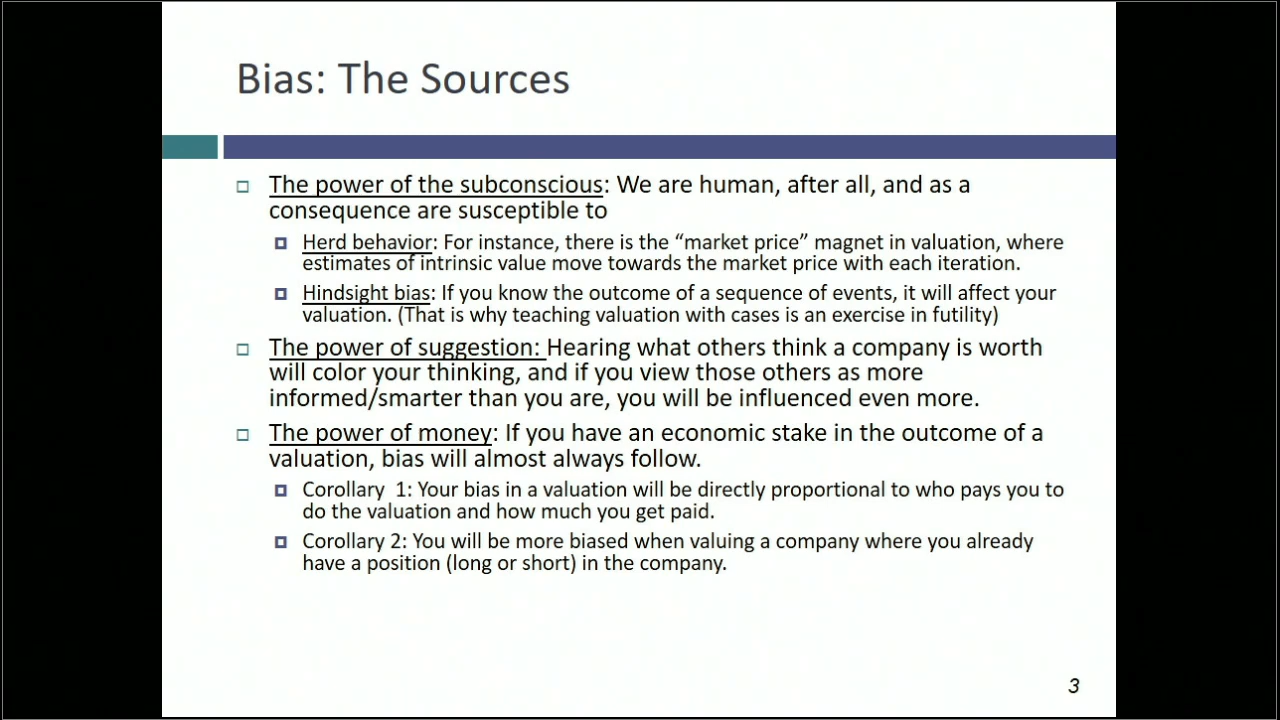 Bias: The Sources
The power of the subconscious: We are human, after all, and as a
consequence are susceptible to
Herd behavior: For instance, there is the “market price” magnet in valuation, where
estimates of intrinsic value move towards the market price with each iteration.
Hindsight bias: If you know the outcome of a sequence of events, it will affect your
valuation. (That is why teaching valuation with cases is an exercise in futility)
The power of suggestion: Hearing what others think a company is worth
will color your thinking, and if you view those others as more
informed/smarter than you are, you will be influenced even more.
The power of money: If you have an economic stake in the outcome of a
valuation, bias will almost always follow.
Corollary 1: Your bias in a valuation will be directly proportional to who pays you to
do the valuation and how much you get paid.
Corollary 2: You will be more biased when valuing a company where you already
have a position (long or short) in the company.
3